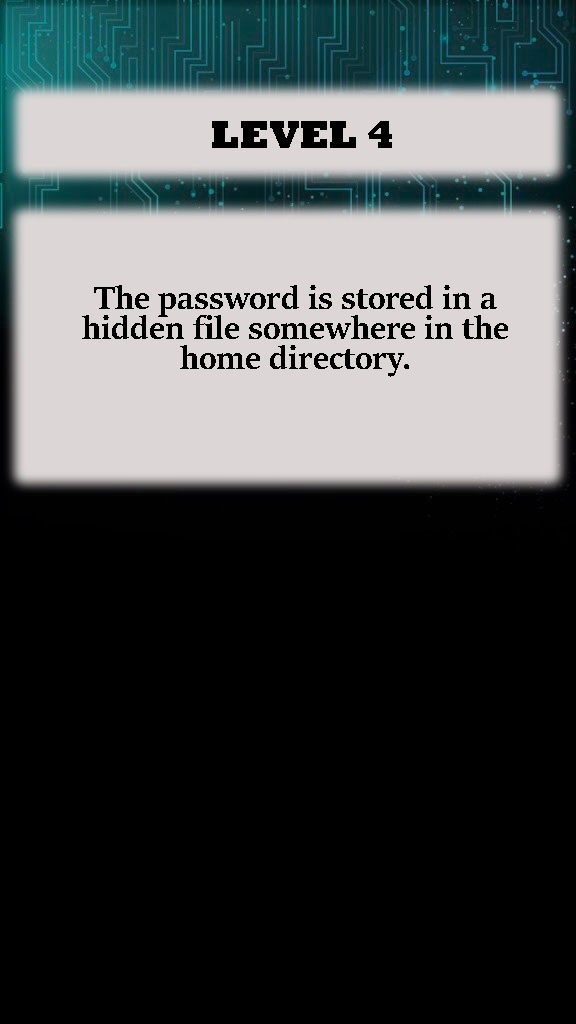 LEVEL 4
The password is stored in a
hidden file somewhere in the
home directory.